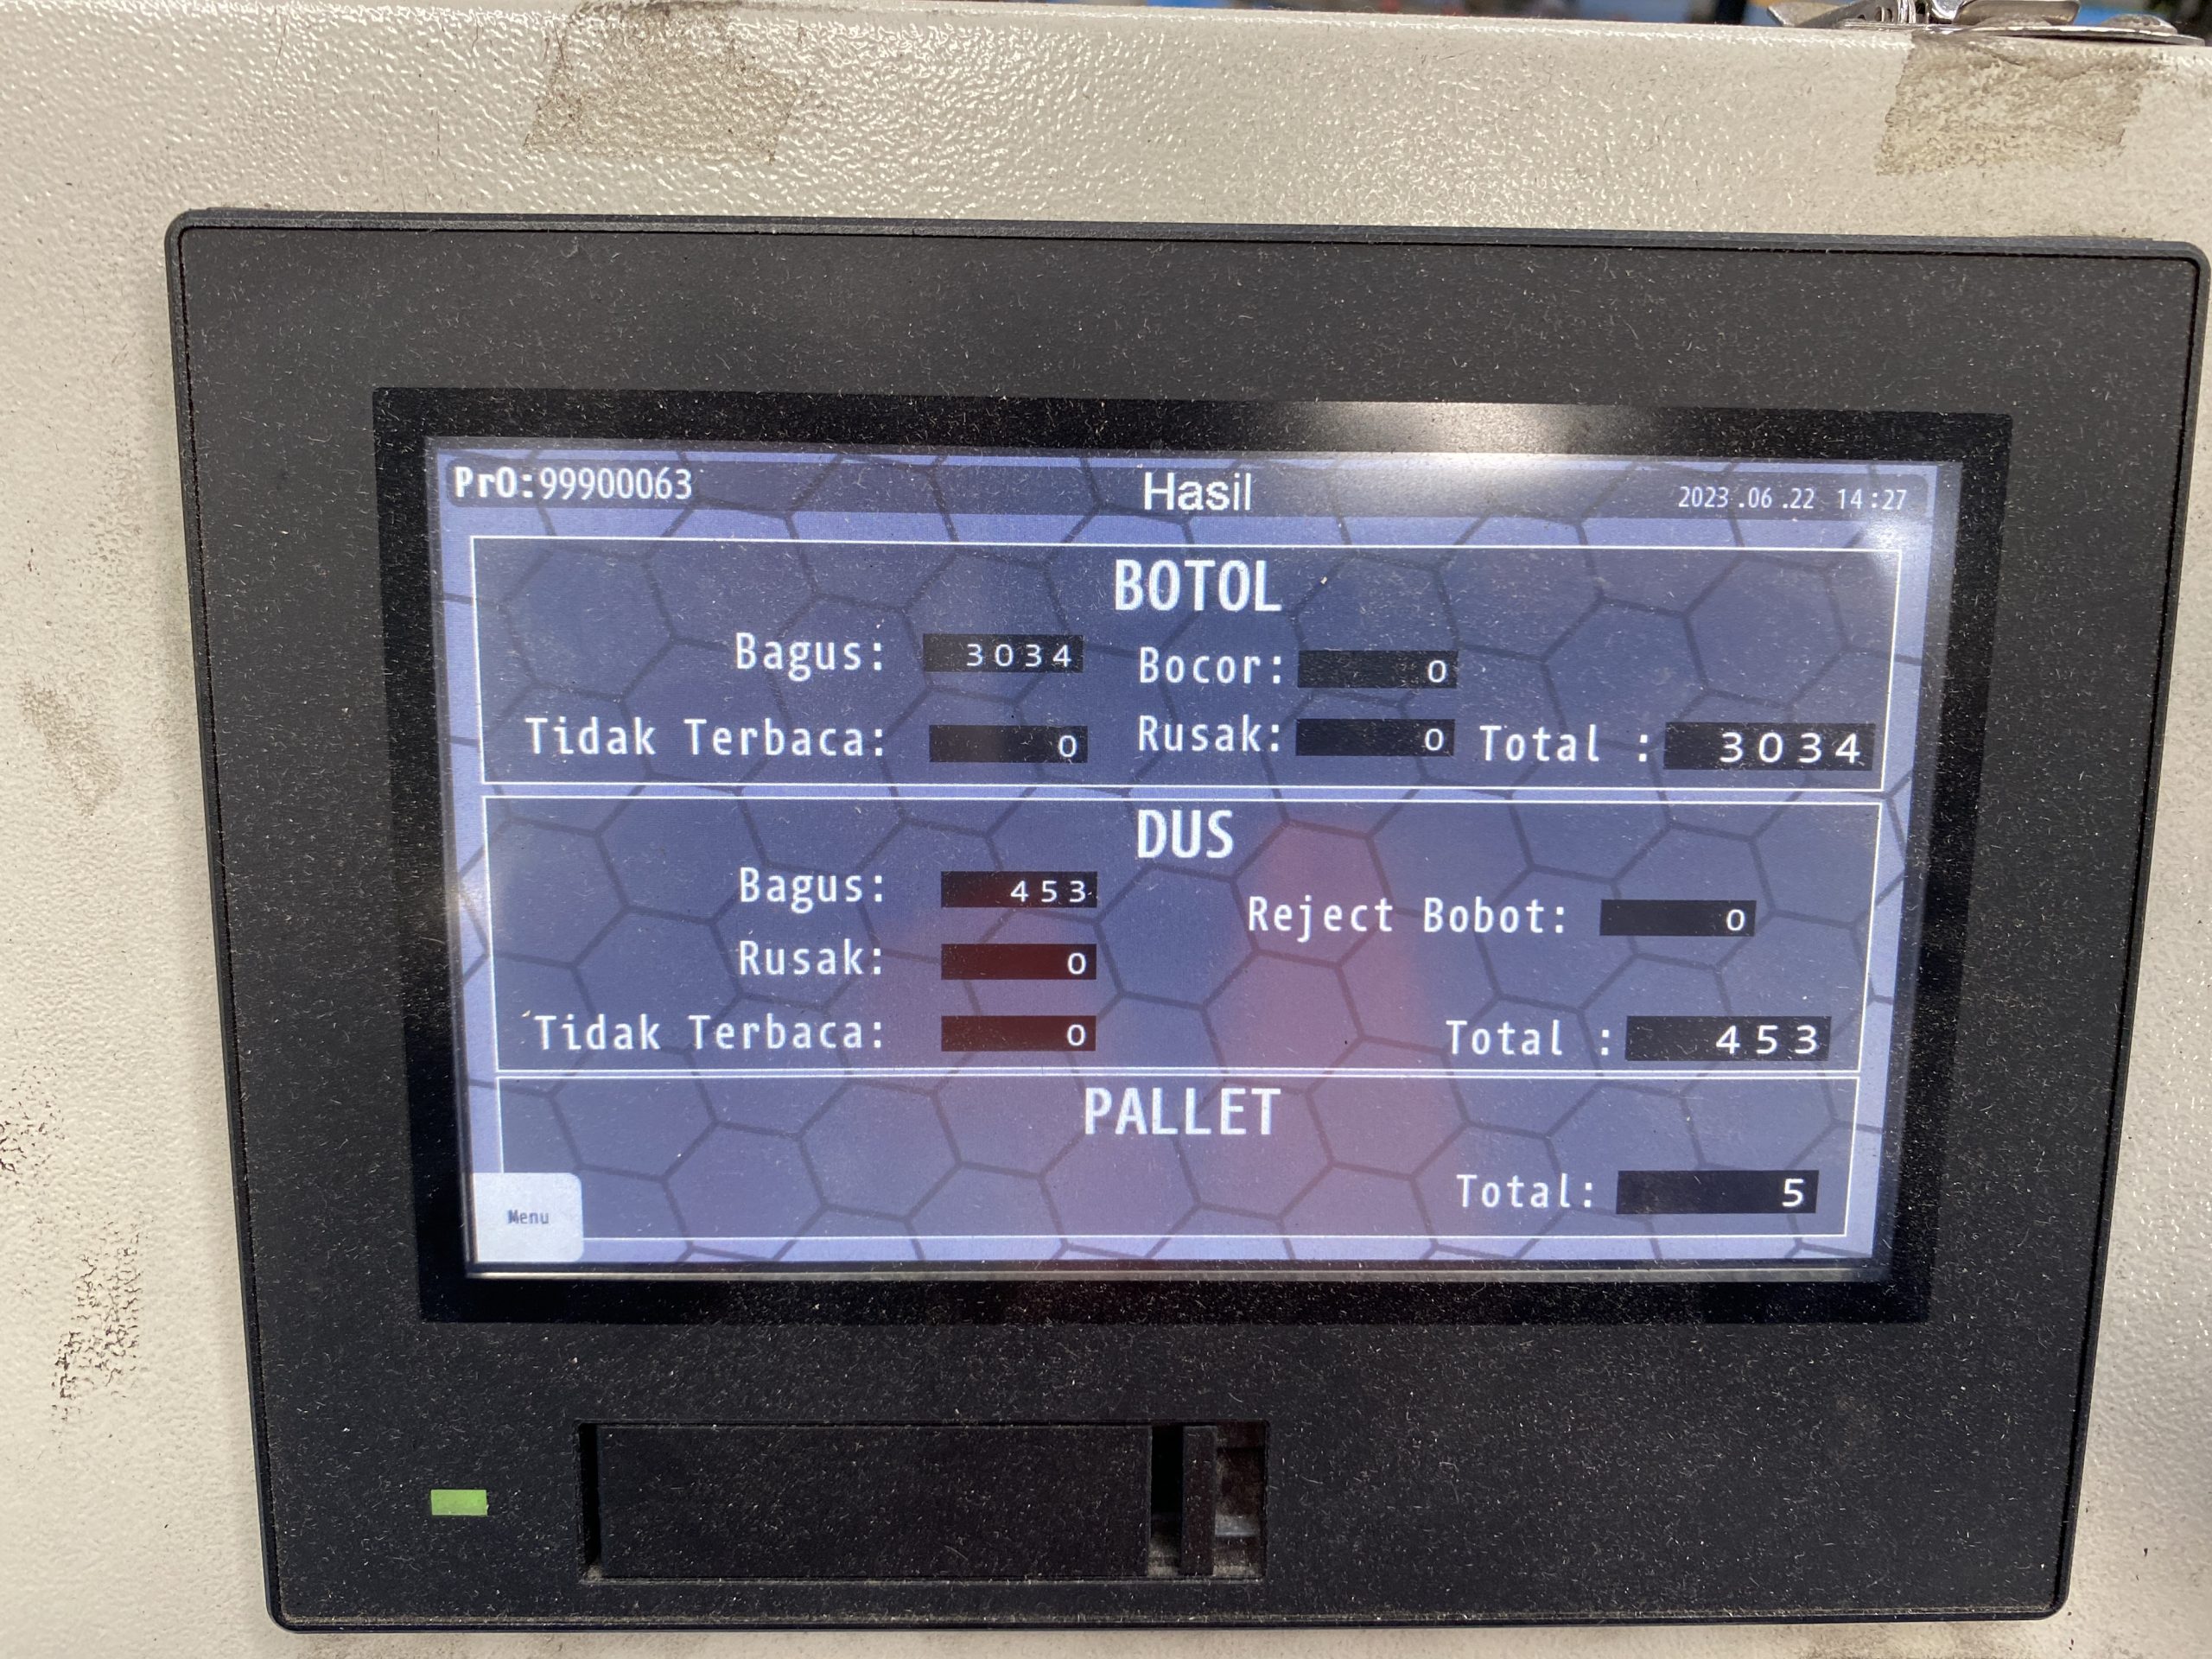 PrO:99900063 Hasil 2023.06.22 14:27
BOTOL
Bagus: 3034 Bocor: 0
Tidak Terbaca: 0 Rusak: 0 Total : 3034
DUS
Bagus: 453 Reject Bobot: 0
Rusak: 0
Tidak Terbaca: 0 Total : 453
PALLET
Total: 5
Menu